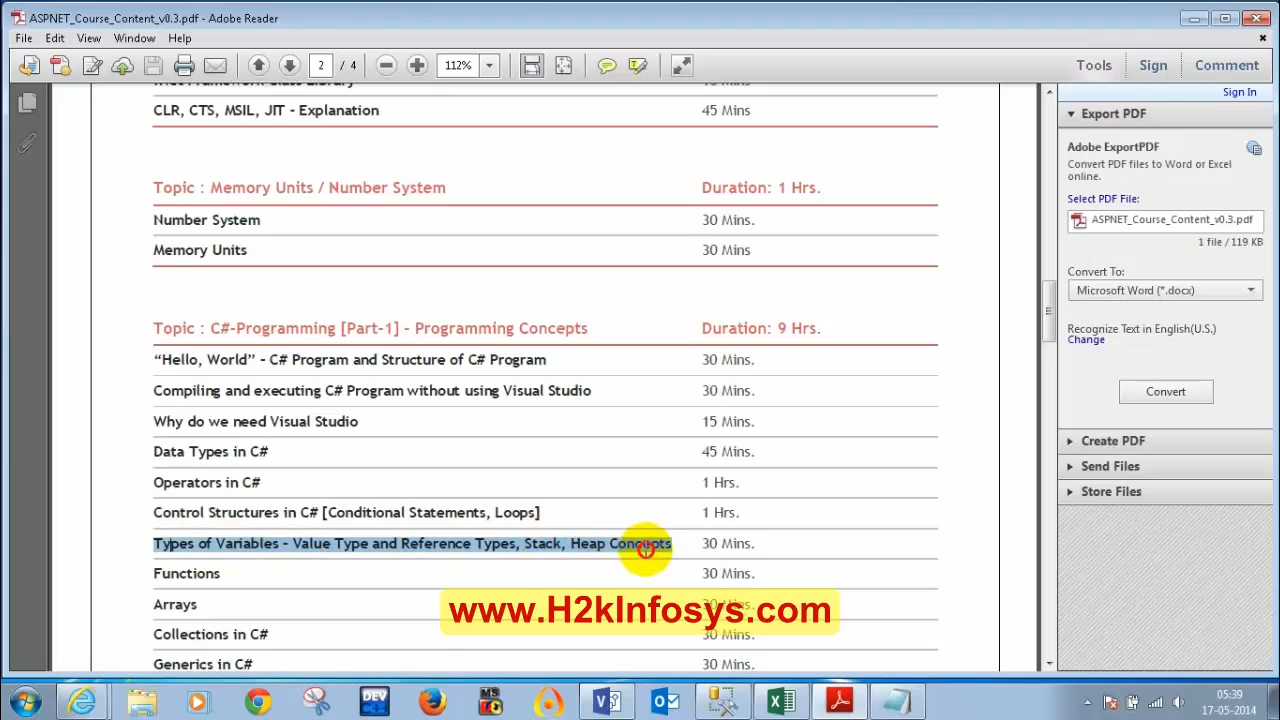 ASPNET_Course_Content_v0.3.pdf - Adobe Reader
File Edit View Window Help
2 / 4 112% Tools Sign Comment
CLR, CTS, MSIL, JIT - Explanation 45 Mins
Topic : Memory Units / Number System Duration: 1 Hrs.
Number System 30 Mins.
Memory Units 30 Mins
Topic : C#-Programming [Part-1] - Programming Concepts Duration: 9 Hrs.
“Hello, World” - C# Program and Structure of C# Program 30 Mins.
Compiling and executing C# Program without using Visual Studio 30 Mins.
Why do we need Visual Studio 15 Mins.
Data Types in C# 45 Mins.
Operators in C# 1 Hrs.
Control Structures in C# [Conditional Statements, Loops] 1 Hrs.
Types of Variables - Value Type and Reference Types, Stack, Heap Concepts 30 Mins.
Functions 30 Mins.
Arrays
www.H2kInfosys.com
Collections in C# 30 Mins.
Generics in C# 30 Mins.
Sign In
Export PDF
Adobe ExportPDF
Convert PDF files to Word or Excel
online.
Select PDF File:
ASPNET_Course_Content_v0.3.pdf
1 file / 119 KB
Convert To:
Microsoft Word (*.docx)
Recognize Text in English(U.S.)
Change
Convert
Create PDF
Send Files
Store Files
DEV
MS
05:39
17-05-2014